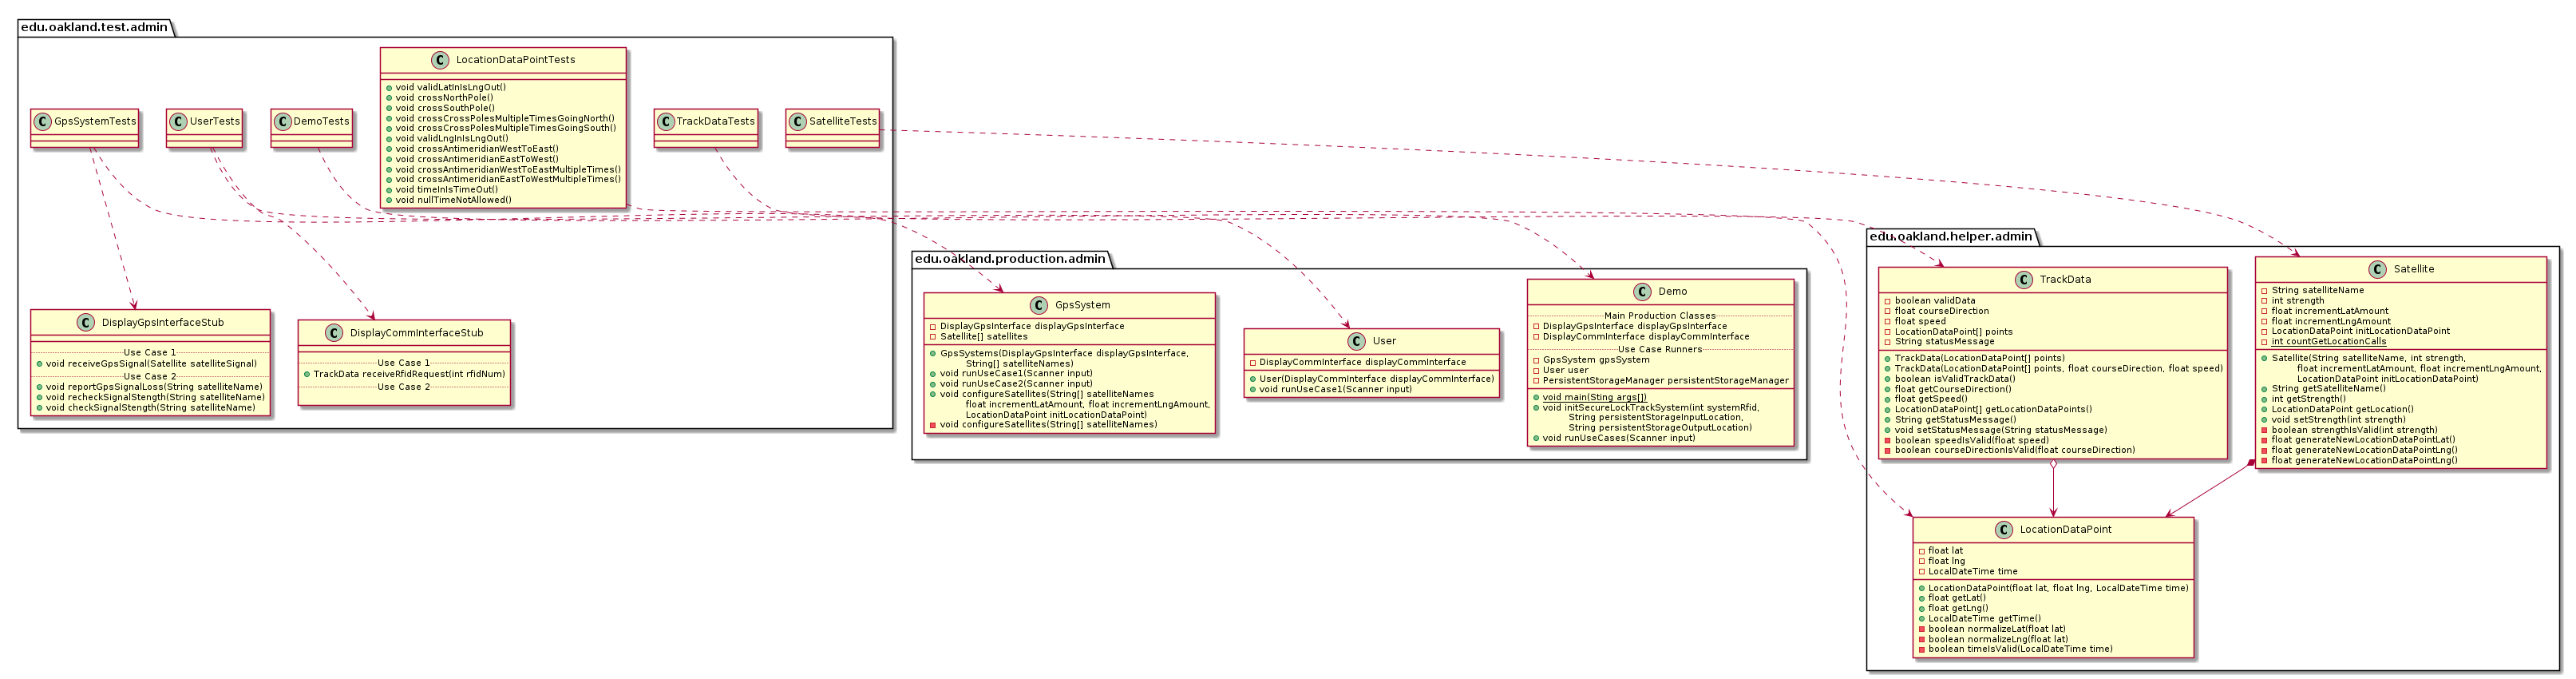 edu.oakland.test.admin
LocationDataPointTests
void validLatInIsLngOut()
void crossNorthPole()
void crossSouthPole()
void crossCrossPolesMultipleTimesGoingNorth()
void crossCrossPolesMultipleTimesGoingSouth()
void validLngInIsLngOut()
void crossAntimeridianWestToEast()
void crossAntimeridianEastToWest()
void crossAntimeridianWestToEastMultipleTimes()
void crossAntimeridianEastToWestMultipleTimes()
void timeInIsTimeOut()
void nullTimeNotAllowed()
GpsSystemTests
UserTests
DemoTests
TrackDataTests
SatelliteTests
DisplayGpsInterfaceStub
Use Case 1
void receiveGpsSignal(Satellite satelliteSignal)
Use Case 2
void reportGpsSignalLoss(String satelliteName)
void recheckSignalStength(String satelliteName)
void checkSignalStength(String satelliteName)
DisplayCommInterfaceStub
Use Case 1
TrackData receiveRfidRequest(int rfidNum)
Use Case 2
edu.oakland.production.admin
GpsSystem
DisplayGpsInterface displayGpsInterface
Satellite[] satellites
GpsSystems(DisplayGpsInterface displayGpsInterface,
String[] satelliteNames)
void runUseCase1(Scanner input)
void runUseCase2(Scanner input)
void configureSatellites(String[] satelliteNames
float incrementLatAmount, float incrementLngAmount,
LocationDataPoint initLocationDataPoint)
void configureSatellites(String[] satelliteNames)
User
DisplayCommInterface displayCommInterface
User(DisplayCommInterface displayCommInterface)
void runUseCase1(Scanner input)
Demo
Main Production Classes
DisplayGpsInterface displayGpsInterface
DisplayCommInterface displayCommInterface
Use Case Runners
GpsSystem gpsSystem
User user
PersistentStorageManager persistentStorageManager
void main(Sting args[])
void initSecureLockTrackSystem(int systemRfid,
String persistentStorageInputLocation,
String persistentStorageOutputLocation)
void runUseCases(Scanner input)
edu.oakland.helper.admin
TrackData
boolean validData
float courseDirection
float speed
LocationDataPoint[] points
String statusMessage
TrackData(LocationDataPoint[] points)
TrackData(LocationDataPoint[] points, float courseDirection, float speed)
boolean isValidTrackData()
float getCourseDirection()
float getSpeed()
LocationDataPoint[] getLocationDataPoints()
String getStatusMessage()
void setStatusMessage(String statusMessage)
boolean speedIsValid(float speed)
boolean courseDirectionIsValid(float courseDirection)
Satellite
String satelliteName
int strength
float incrementLatAmount
float incrementLngAmount
LocationDataPoint initLocationDataPoint
int countGetLocationCalls
Satellite(String satelliteName, int strength,
float incrementLatAmount, float incrementLngAmount,
LocationDataPoint initLocationDataPoint)
String getSatelliteName()
int getStrength()
LocationDataPoint getLocation()
void setStrength(int strength)
boolean strengthIsValid(int strength)
float generateNewLocationDataPointLat()
float generateNewLocationDataPointLng()
float generateNewLocationDataPointLng()
LocationDataPoint
float lat
float lng
LocalDateTime time
LocationDataPoint(float lat, float lng, LocalDateTime time)
float getLat()
float getLng()
LocalDateTime getTime()
boolean normalizeLat(float lat)
boolean normalizeLng(float lat)
boolean timeIsValid(LocalDateTime time)